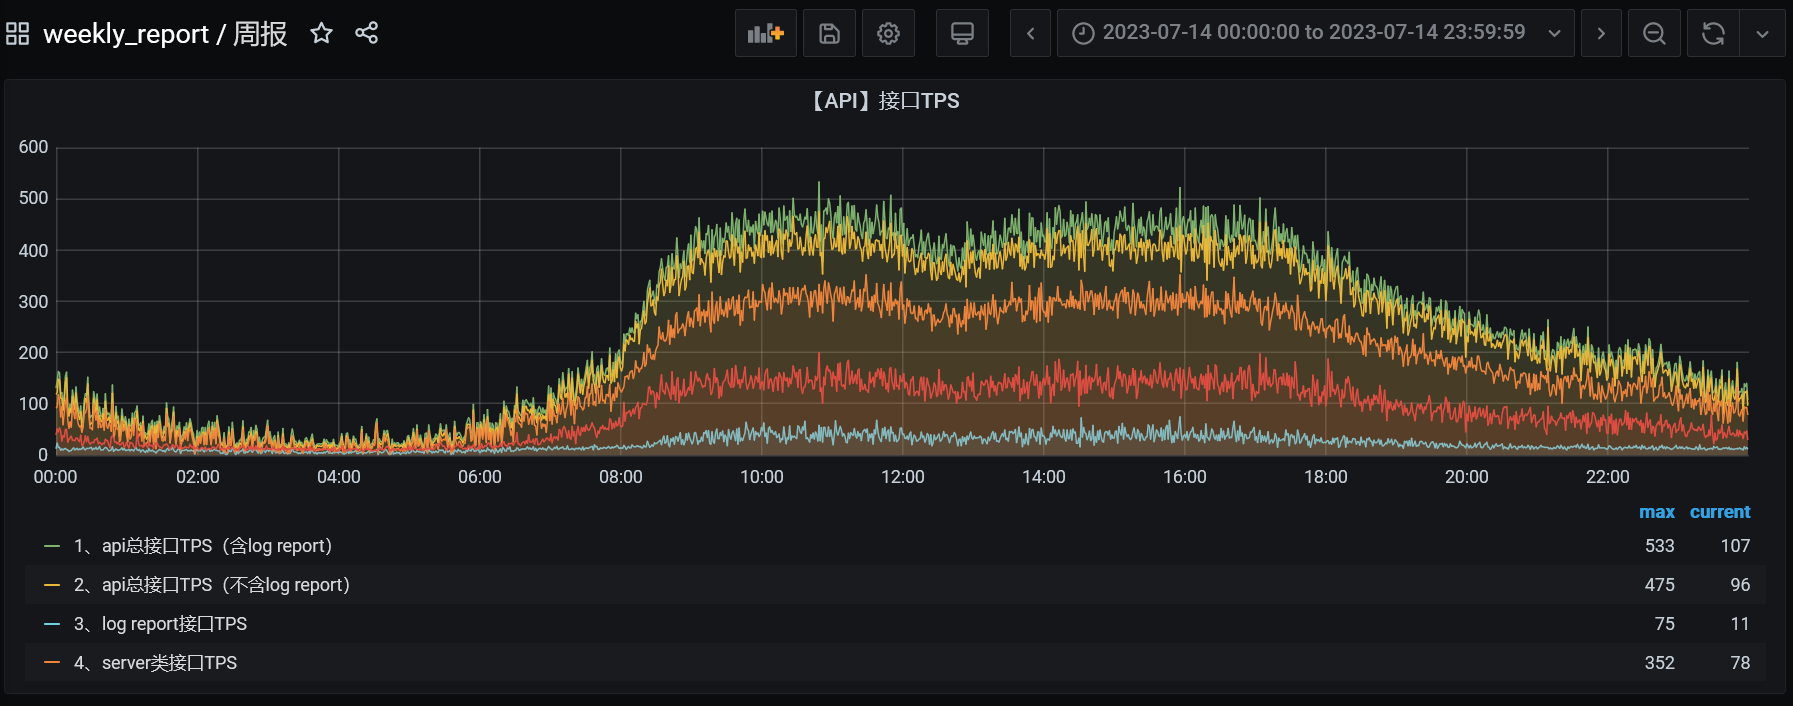 weekly_report / 周报
2023-07-14 00:00:00 to 2023-07-14 23:59:59
【API】接口TPS
600
500
400
300
200
100
0
00:00 02:00 04:00 06:00 08:00 10:00 12:00 14:00 16:00 18:00 20:00 22:00
max current
1、api总接口TPS（含log report） 533 107
2、api总接口TPS（不含log report） 475 96
3、log report接口TPS 75 11
4、server类接口TPS 352 78